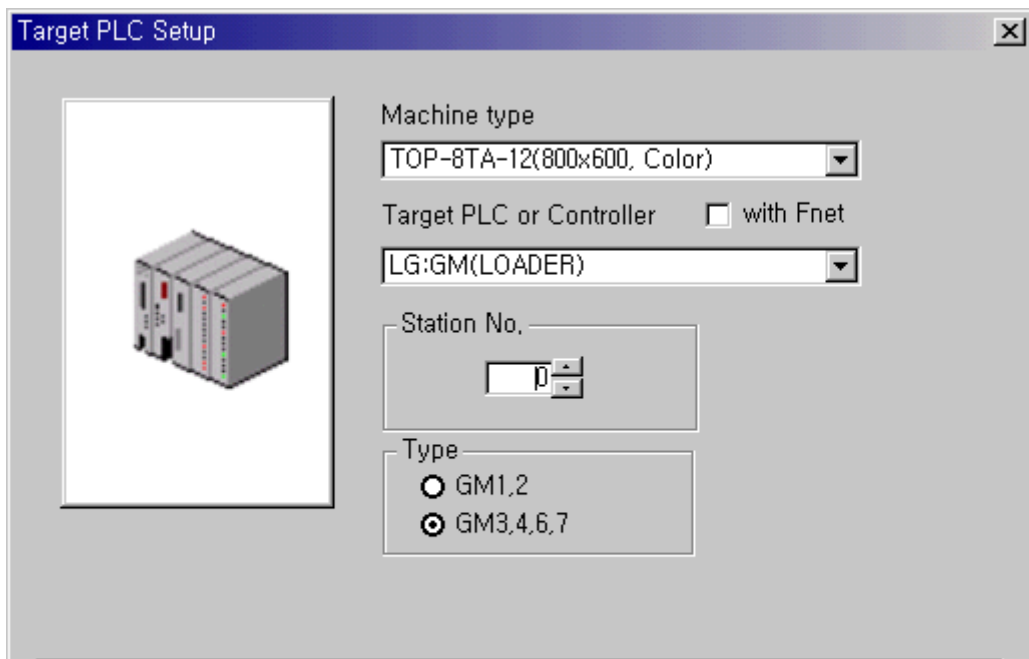 Target PLC Setup
Machine type
TOP-8TA-12(800x600, Color)
Target PLC or Controller
with Fnet
LG:GM(LOADER)
Station No.
0
Type
GM1,2
GM3,4,6,7